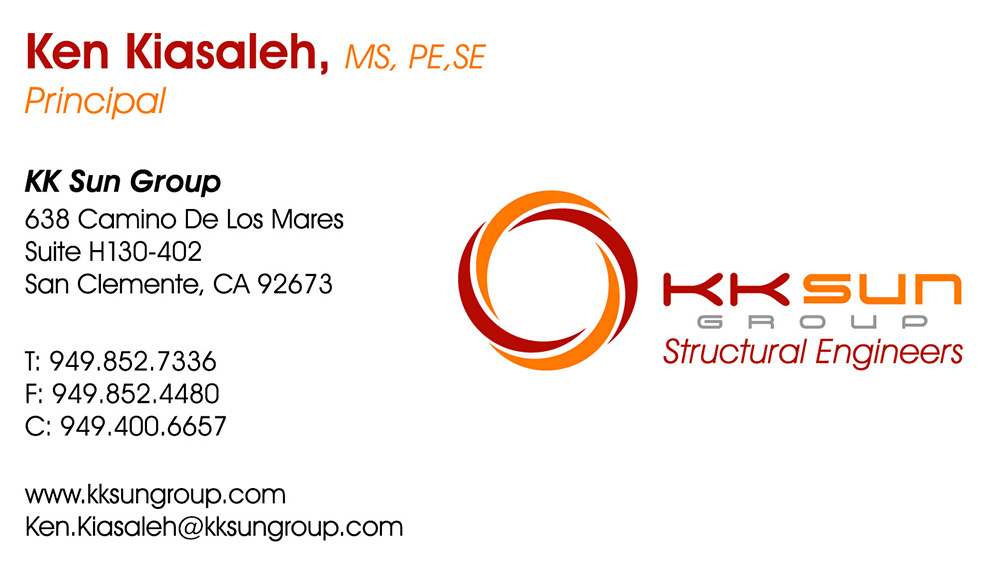 Ken Kiasaleh, MS, PE,SE
Principal
KK Sun Group
638 Camino De Los Mares
Suite H130-402
San Clemente, CA 92673
T: 949.852.7336
F: 949.852.4480
C: 949.400.6657
www.kksungroup.com
Ken.Kiasaleh@kksungroup.com
KK SUN
GROUP
Structural Engineers